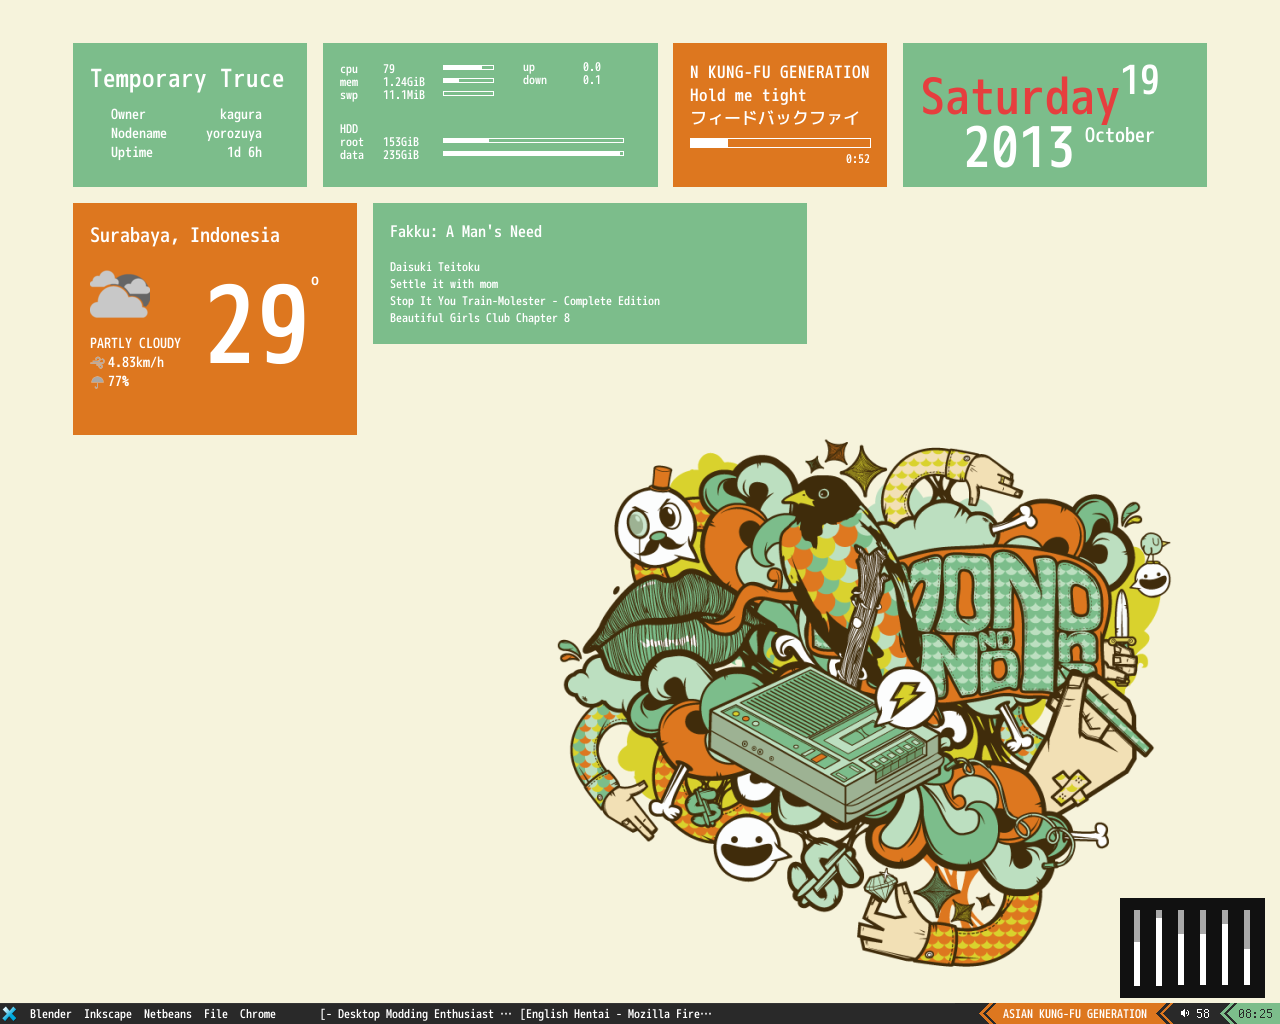 Temporary Truce
Owner kagura
Nodename yorozuya
Uptime 1d 6h
cpu 79
mem 1.24GiB
swp 11.1MiB
up 0.0
down 0.1
HDD
root 153GiB
data 235GiB
N KUNG-FU GENERATION
Hold me tight
フィードバックファイ
0:52
Saturday 19
2013 October
Surabaya, Indonesia
29°
PARTLY CLOUDY
4.83km/h
77%
Fakku: A Man's Need
Daisuki Teitoku
Settle it with mom
Stop It You Train-Molester - Complete Edition
Beautiful Girls Club Chapter 8
MONO
NO
Blender Inkscape Netbeans File Chrome [- Desktop Modding Enthusiast ⋯ [English Hentai - Mozilla Fire⋯ ASIAN KUNG-FU GENERATION 58 08:25